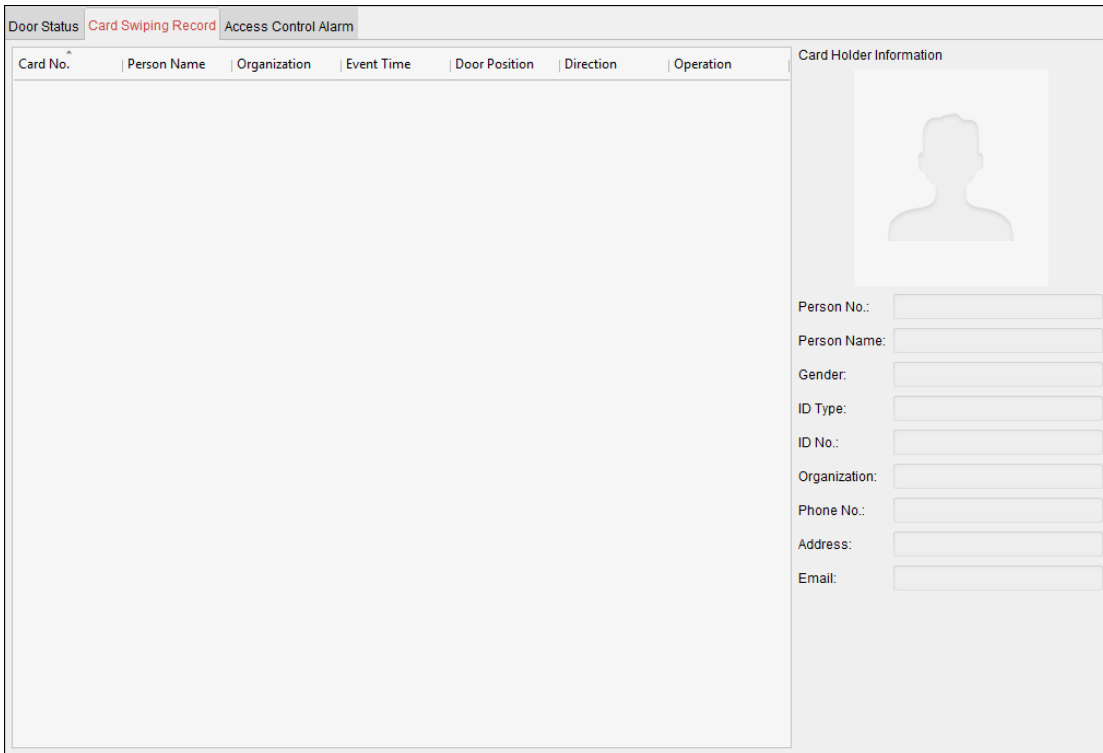 Door Status Card Swiping Record Access Control Alarm
Card No. Person Name Organization Event Time Door Position Direction Operation
Card Holder Information
Person No.:
Person Name:
Gender:
ID Type:
ID No.:
Organization:
Phone No.:
Address:
Email: